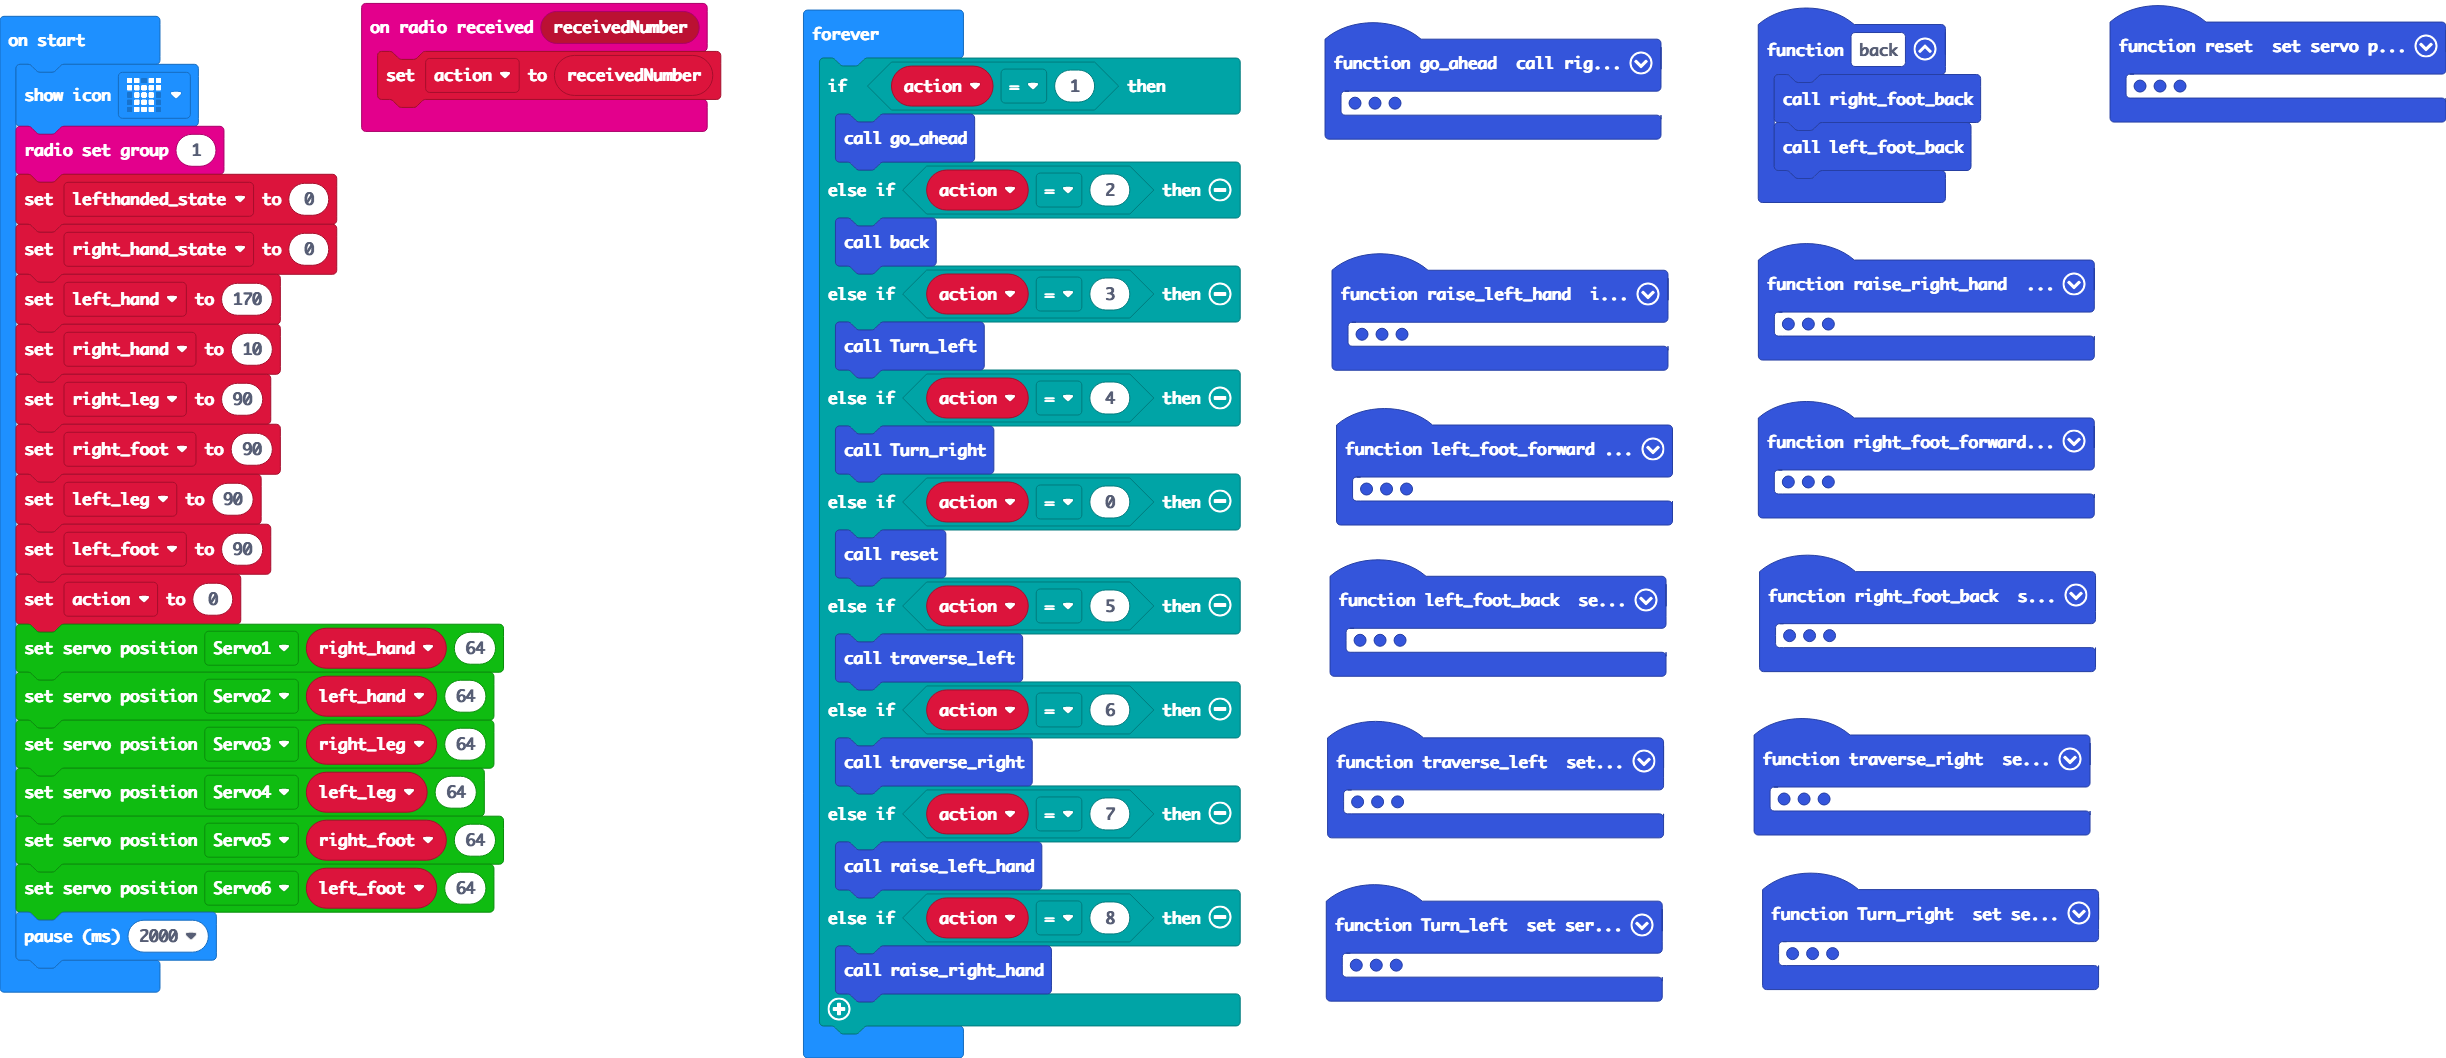 on start
show icon
radio set group 1
set lefthanded_state to 0
set right_hand_state to 0
set left_hand to 170
set right_hand to 10
set right_leg to 90
set right_foot to 90
set left_leg to 90
set left_foot to 90
set action to 0
set servo position Servo1 right_hand 64
set servo position Servo2 left_hand 64
set servo position Servo3 right_leg 64
set servo position Servo4 left_leg 64
set servo position Servo5 right_foot 64
set servo position Servo6 left_foot 64
pause (ms) 2000
on radio received receivedNumber
set action to receivedNumber
forever
if action = 1 then
call go_ahead
else if action = 2 then
call back
else if action = 3 then
call Turn_left
else if action = 4 then
call Turn_right
else if action = 0 then
call reset
else if action = 5 then
call traverse_left
else if action = 6 then
call traverse_right
else if action = 7 then
call raise_left_hand
else if action = 8 then
call raise_right_hand
function go_ahead call rig...
function raise_left_hand i...
function left_foot_forward ...
function left_foot_back se...
function traverse_left set...
function Turn_left set ser...
function back
call right_foot_back
call left_foot_back
function raise_right_hand ...
function right_foot_forward...
function right_foot_back s...
function traverse_right se...
function Turn_right set se...
function reset set servo p...